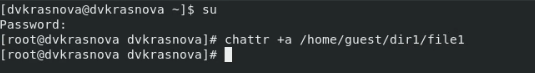 [dvkrasnova@dvkrasnova ~]$ su
Password:
[root@dvkrasnova dvkrasnova]# chattr +a /home/guest/dir1/file1
[root@dvkrasnova dvkrasnova]#